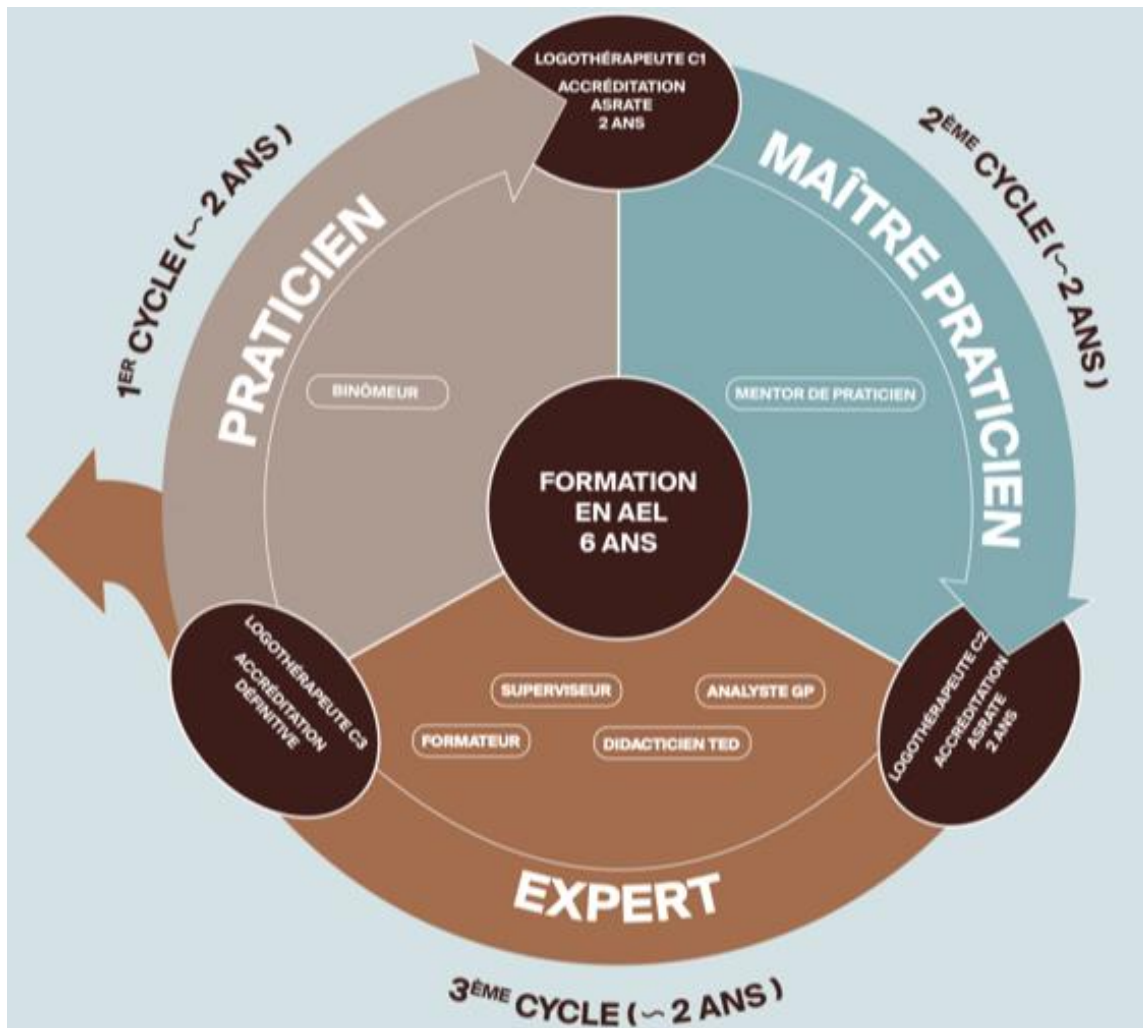 LOGOTHÉRAPEUTE C1
ACCRÉDITATION
ASRATE
2 ANS
1ER CYCLE (~ 2 ANS )
PRATICIEN
BINÔMEUR
2ÈME CYCLE (~2 ANS)
MAÎTRE PRATICIEN
MENTOR DE PRATICIEN
FORMATION
EN AEL
6 ANS
LOGOTHÉRAPEUTE C2
ACCRÉDITATION
ASRATE
2 ANS
SUPERVISEUR
ANALYSTE GP
FORMATEUR
DIDACTICIEN TED
LOGOTHÉRAPEUTE C3
ACCRÉDITATION
DÉFINITIVE
EXPERT
3ÈME CYCLE (~ 2 ANS )